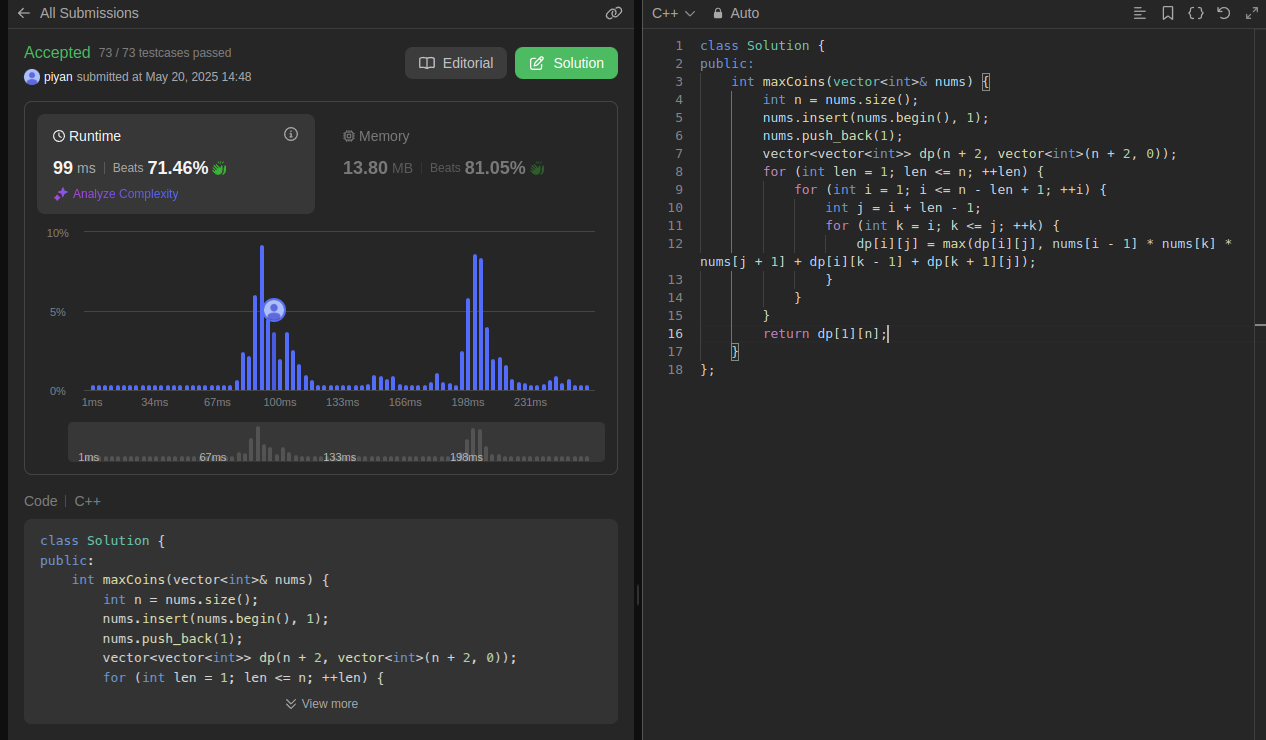 All Submissions
Accepted 73 / 73 testcases passed
piyan submitted at May 20, 2025 14:48
Editorial
Solution
Runtime
99 ms | Beats 71.46%
Analyze Complexity
Memory
13.80 MB | Beats 81.05%
10%
5%
0%
1ms 34ms 67ms 100ms 133ms 166ms 198ms 231ms
1ms 67ms 133ms 198ms
Code | C++
class Solution {
public:
    int maxCoins(vector<int>& nums) {
        int n = nums.size();
        nums.insert(nums.begin(), 1);
        nums.push_back(1);
        vector<vector<int>> dp(n + 2, vector<int>(n + 2, 0));
        for (int len = 1; len <= n; ++len) {
View more
C++ Auto
1 class Solution {
2 public:
3     int maxCoins(vector<int>& nums) {
4         int n = nums.size();
5         nums.insert(nums.begin(), 1);
6         nums.push_back(1);
7         vector<vector<int>> dp(n + 2, vector<int>(n + 2, 0));
8         for (int len = 1; len <= n; ++len) {
9             for (int i = 1; i <= n - len + 1; ++i) {
10                 int j = i + len - 1;
11                 for (int k = i; k <= j; ++k) {
12                     dp[i][j] = max(dp[i][j], nums[i - 1] * nums[k] *
nums[j + 1] + dp[i][k - 1] + dp[k + 1][j]);
13                 }
14             }
15         }
16         return dp[1][n];
17     }
18 };